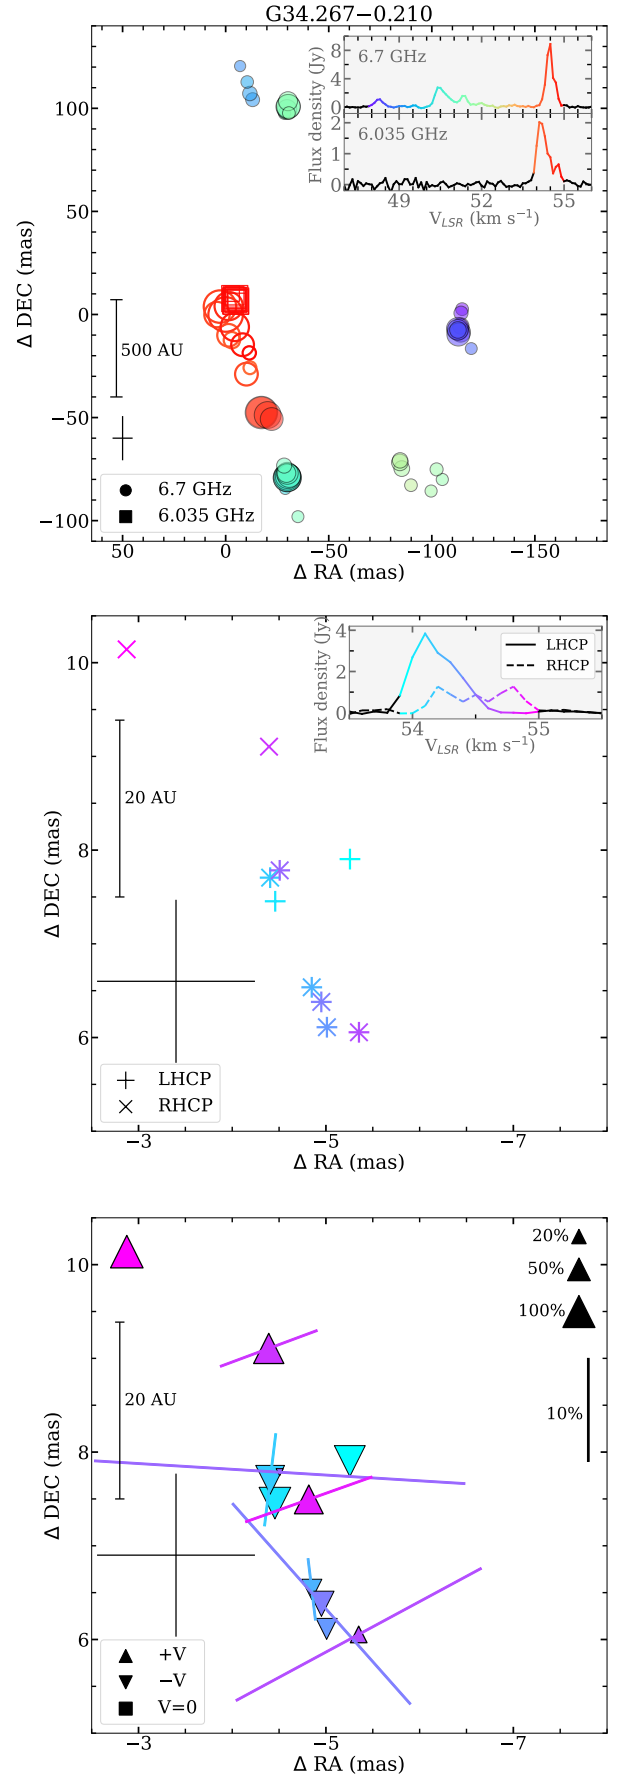 G34.267−0.210
Δ DEC (mas)
100
50
0
−50
−100
500 AU
6.7 GHz
6.035 GHz
Flux density (Jy)
8
4
0
6.7 GHz
2
1
0
6.035 GHz
49 52 55
V_LSR (km s⁻¹)
50 0 −50 −100 −150
Δ RA (mas)
Δ DEC (mas)
10
8
6
20 AU
LHCP
RHCP
Flux density (Jy)
4
2
0
LHCP
RHCP
54 55
V_LSR (km s⁻¹)
−3 −5 −7
Δ RA (mas)
Δ DEC (mas)
10
8
6
20 AU
20%
50%
100%
10%
+V
−V
V=0
−3 −5 −7
Δ RA (mas)